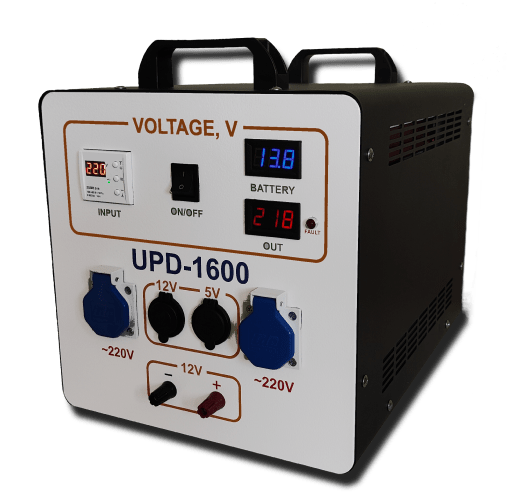 VOLTAGE, V
220
13.8
BATTERY
INPUT
ON/OFF
218
FAULT
OUT
UPD-1600
12V
5V
~220V
~220V
12V
-
+